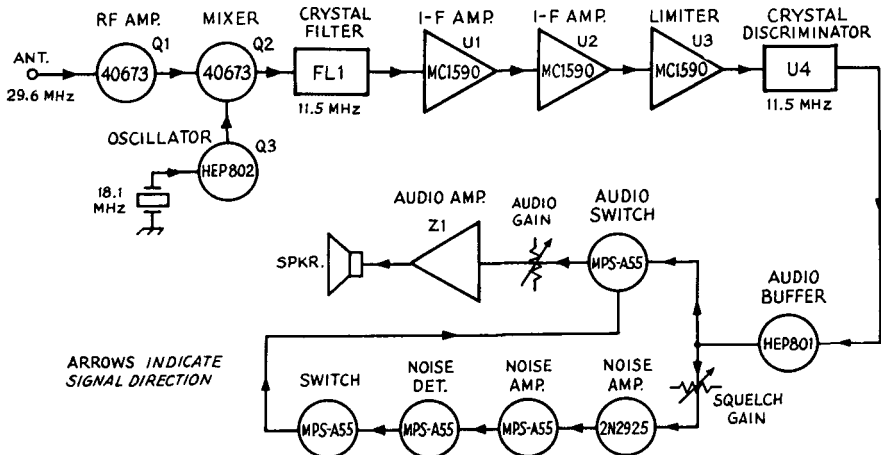 RF AMP.
Q1
40673
MIXER
Q2
40673
CRYSTAL
FILTER
FL1
11.5 MHz
I-F AMP.
U1
MC1590
I-F AMP.
U2
MC1590
LIMITER
U3
MC1590
CRYSTAL
DISCRIMINATOR
U4
11.5 MHz
ANT.
29.6 MHz
OSCILLATOR
Q3
HEP802
18.1
MHz
AUDIO AMP.
Z1
SPKR.
AUDIO
GAIN
AUDIO
SWITCH
MPS-A55
AUDIO
BUFFER
HEP801
ARROWS INDICATE
SIGNAL DIRECTION
SWITCH
MPS-A55
NOISE
DET.
MPS-A55
NOISE
AMP.
MPS-A55
NOISE
AMP.
2N2925
SQUELCH
GAIN